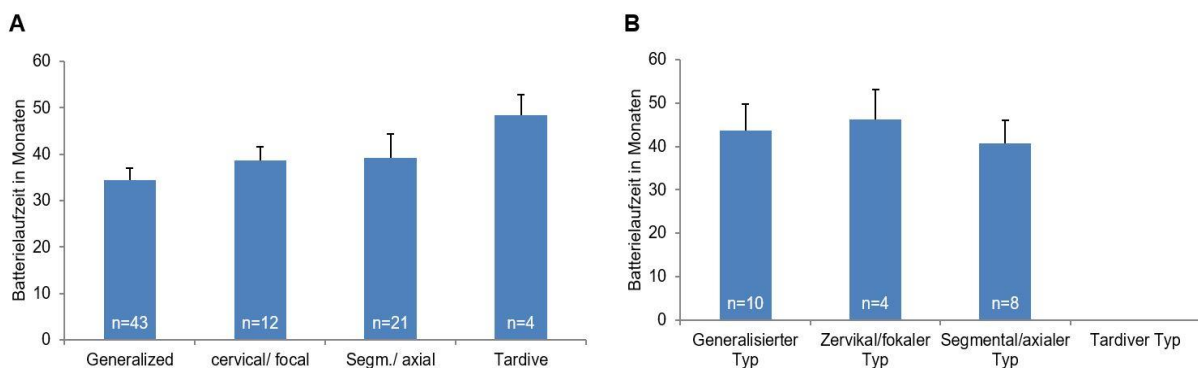 A
Batterielaufzeit in Monaten
60
50
40
30
20
10
0
n=43
n=12
n=21
n=4
Generalized
cervical/ focal
Segm./ axial
Tardive
B
Batterielaufzeit in Monaten
60
50
40
30
20
10
0
n=10
n=4
n=8
Generalisierter
Typ
Zervikal/fokaler
Typ
Segmental/axialer
Typ
Tardiver Typ